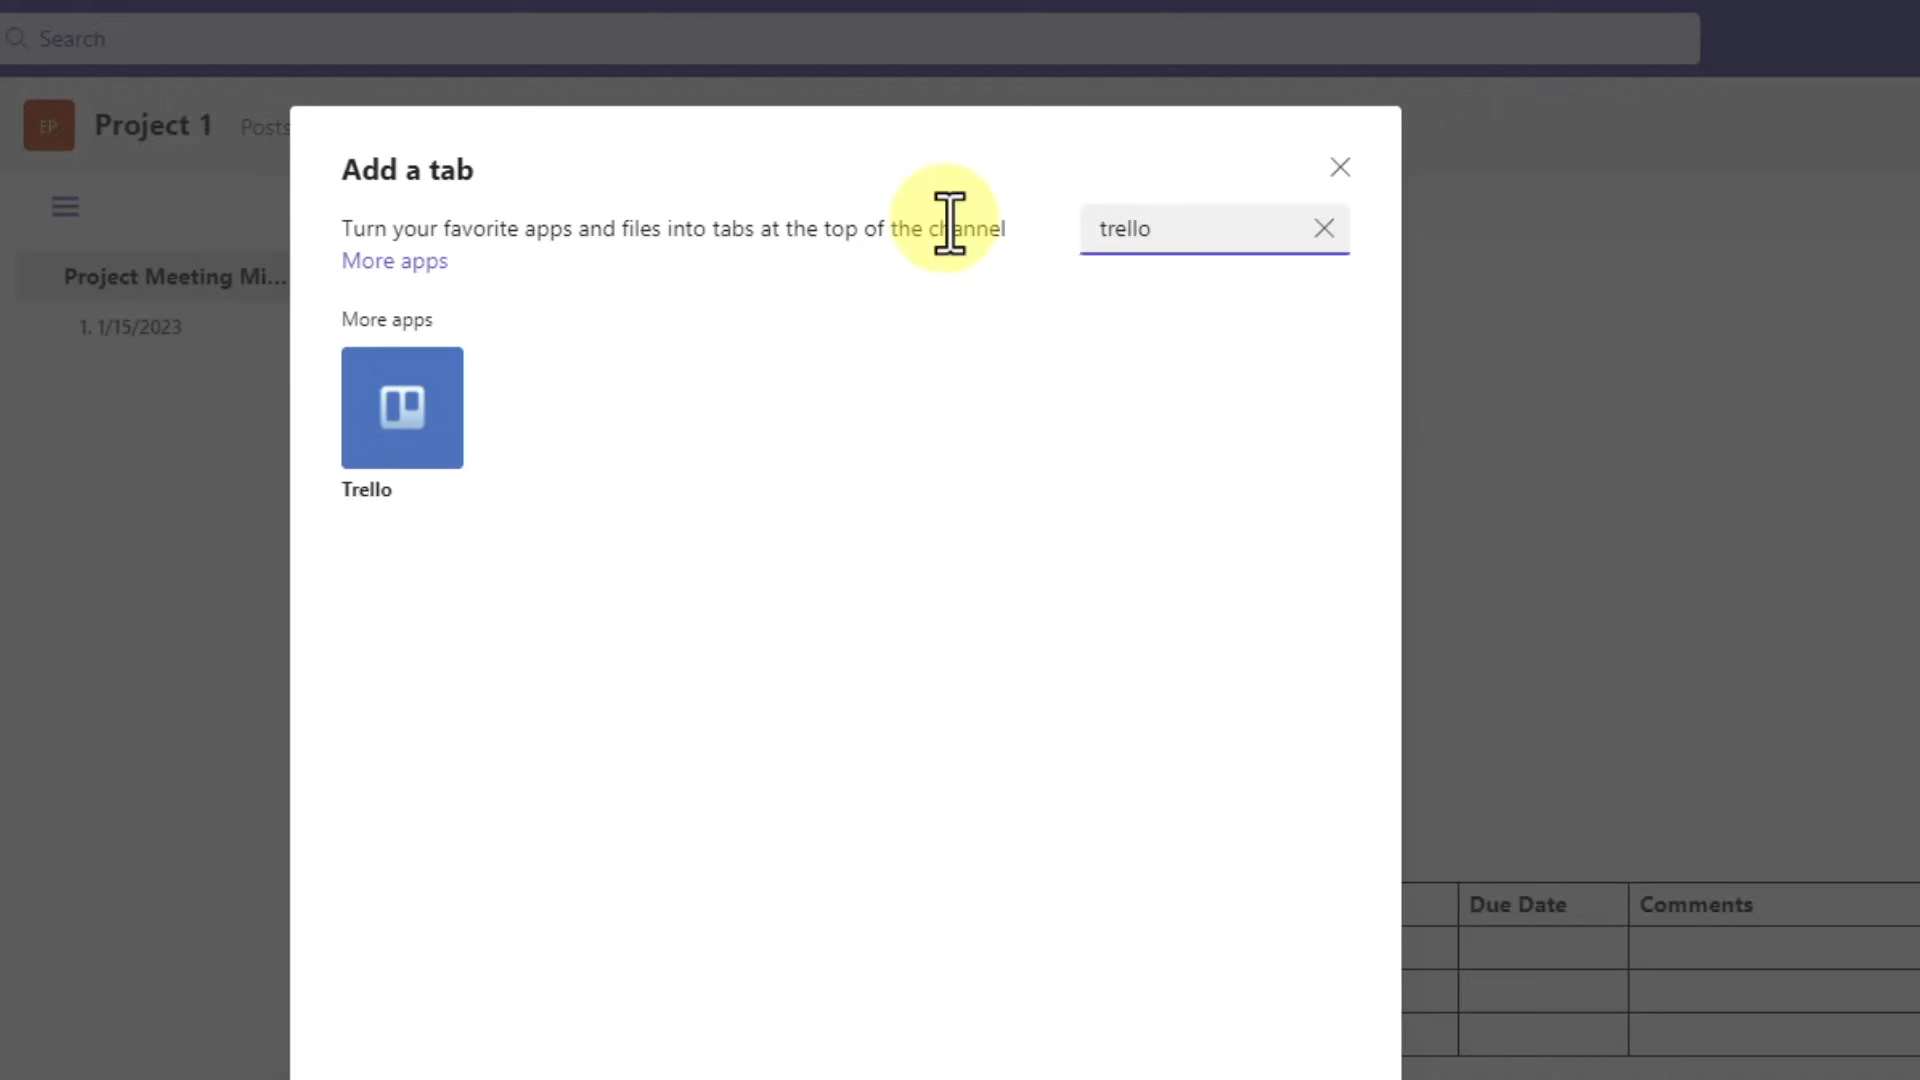 Search
EP
Project 1 Posts
Add a tab
Turn your favorite apps and files into tabs at the top of the channel
trello
More apps
Project Meeting Mi...
1. 1/15/2023
More apps
Trello
Due Date Comments